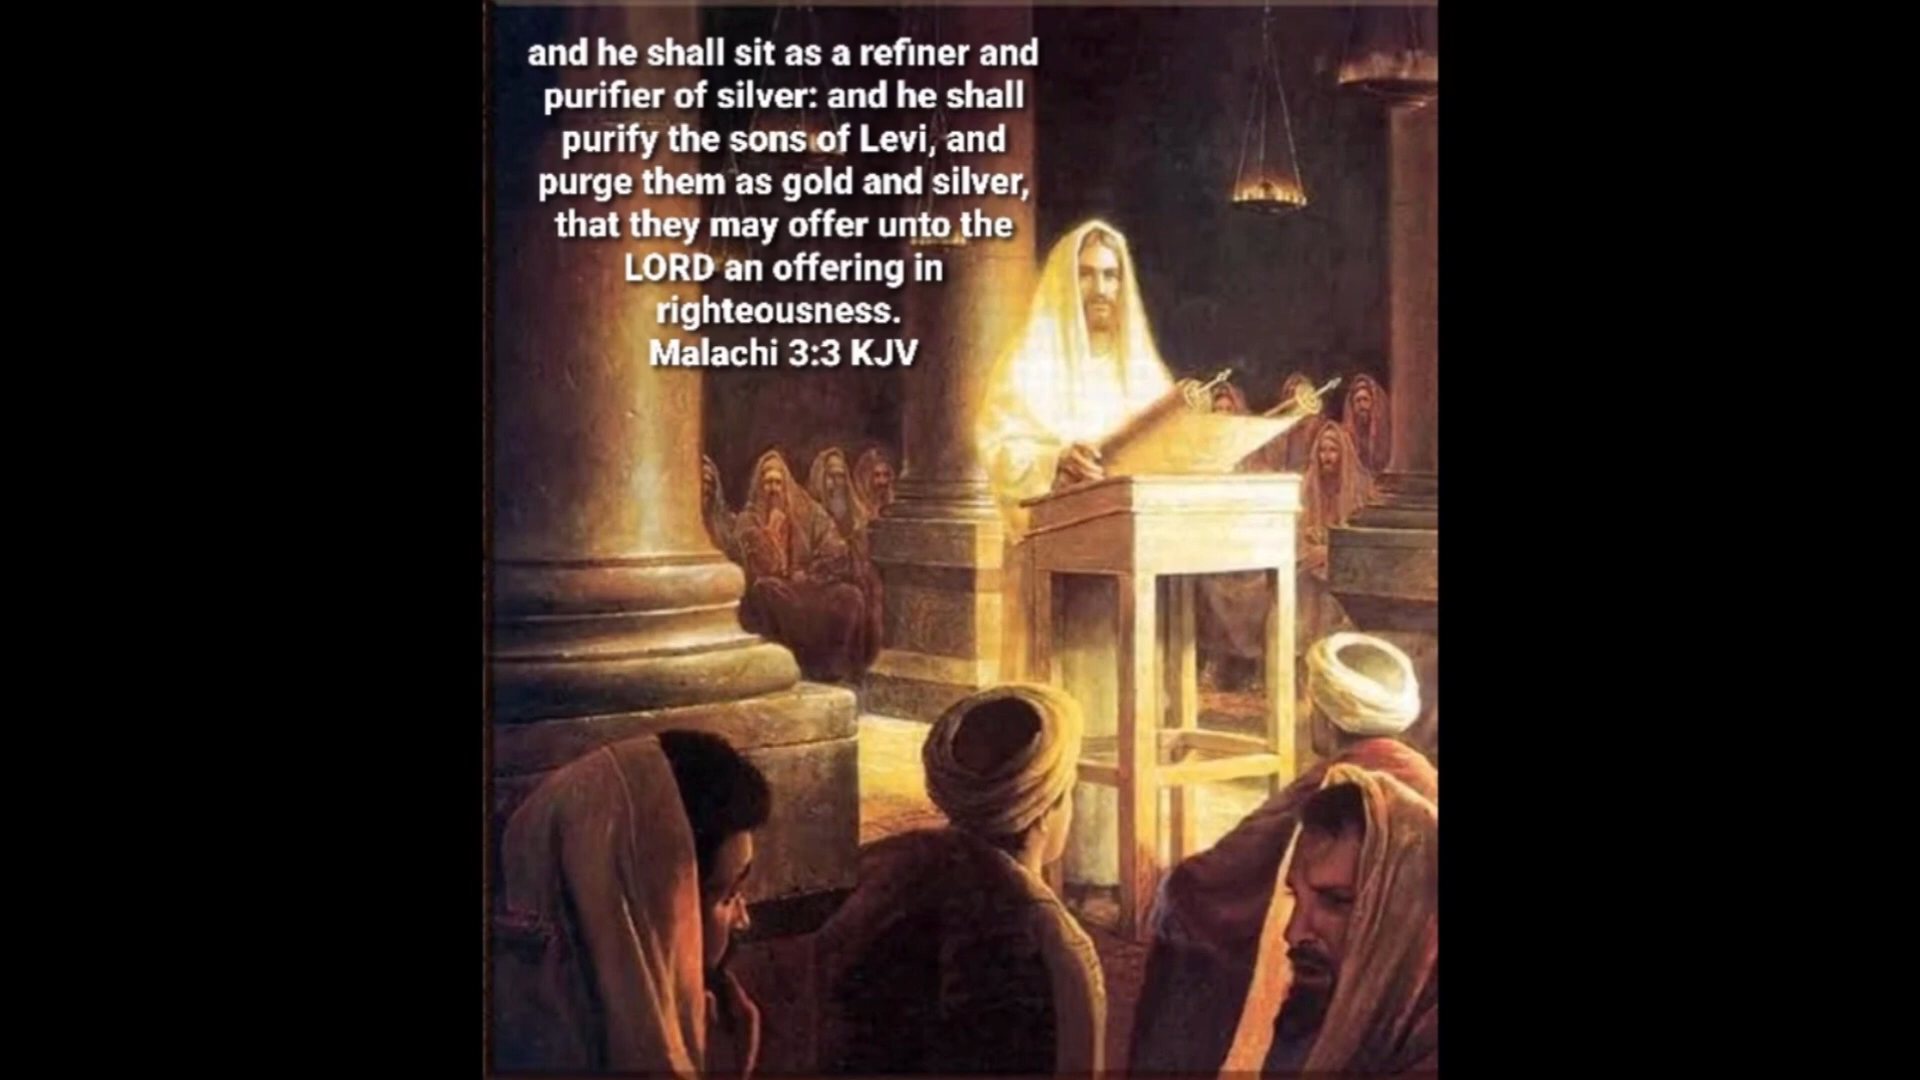 and he shall sit as a refiner and
purifier of silver: and he shall
purify the sons of Levi, and
purge them as gold and silver,
that they may offer unto the
LORD an offering in
righteousness.
Malachi 3:3 KJV